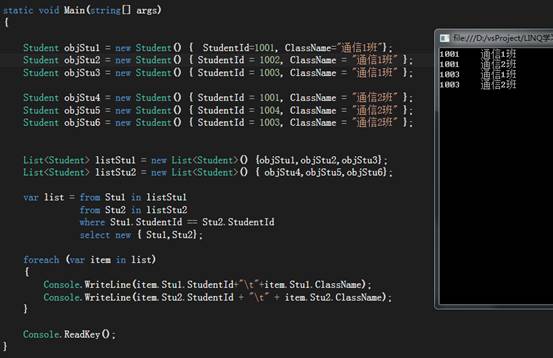 static void Main(string[] args)
{
Student objStu1 = new Student() { StudentId=1001, ClassName="通信1班"};
Student objStu2 = new Student() { StudentId = 1002, ClassName = "通信1班" };
Student objStu3 = new Student() { StudentId = 1003, ClassName = "通信1班" };
Student objStu4 = new Student() { StudentId = 1001, ClassName = "通信2班" };
Student objStu5 = new Student() { StudentId = 1004, ClassName = "通信2班" };
Student objStu6 = new Student() { StudentId = 1003, ClassName = "通信2班" };
List<Student> listStu1 = new List<Student>() {objStu1,objStu2,objStu3};
List<Student> listStu2 = new List<Student>() { objStu4,objStu5,objStu6};
var list = from Stu1 in listStu1
from Stu2 in listStu2
where Stu1.StudentId == Stu2.StudentId
select new { Stu1,Stu2};
foreach (var item in list)
{
Console.WriteLine(item.Stu1.StudentId+"\t"+item.Stu1.ClassName);
Console.WriteLine(item.Stu2.StudentId + "\t" + item.Stu2.ClassName);
}
Console.ReadKey();
}
file:///D:/vsProject/LINQ学
1001 通信1班
1001 通信2班
1003 通信1班
1003 通信2班